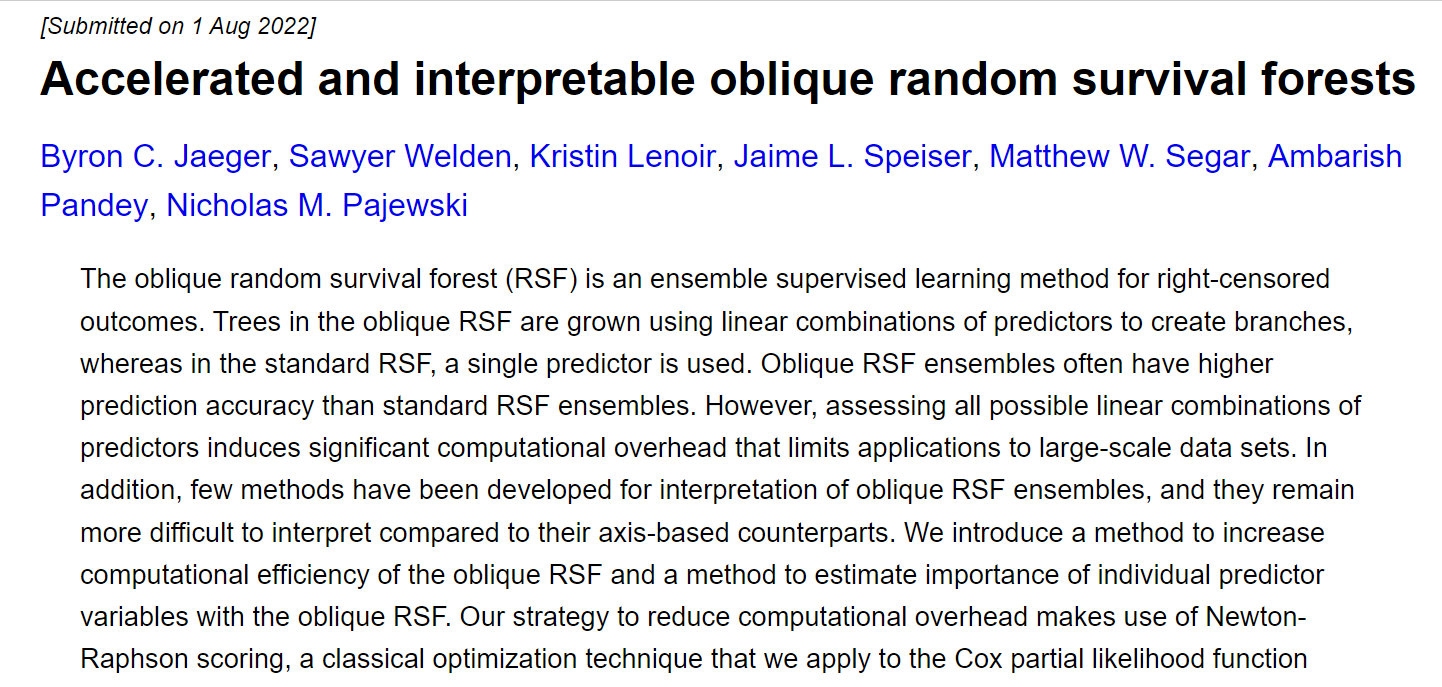 [Submitted on 1 Aug 2022]
Accelerated and interpretable oblique random survival forests
Byron C. Jaeger, Sawyer Welden, Kristin Lenoir, Jaime L. Speiser, Matthew W. Segar, Ambarish
Pandey, Nicholas M. Pajewski
The oblique random survival forest (RSF) is an ensemble supervised learning method for right-censored
outcomes. Trees in the oblique RSF are grown using linear combinations of predictors to create branches,
whereas in the standard RSF, a single predictor is used. Oblique RSF ensembles often have higher
prediction accuracy than standard RSF ensembles. However, assessing all possible linear combinations of
predictors induces significant computational overhead that limits applications to large-scale data sets. In
addition, few methods have been developed for interpretation of oblique RSF ensembles, and they remain
more difficult to interpret compared to their axis-based counterparts. We introduce a method to increase
computational efficiency of the oblique RSF and a method to estimate importance of individual predictor
variables with the oblique RSF. Our strategy to reduce computational overhead makes use of Newton-
Raphson scoring, a classical optimization technique that we apply to the Cox partial likelihood function